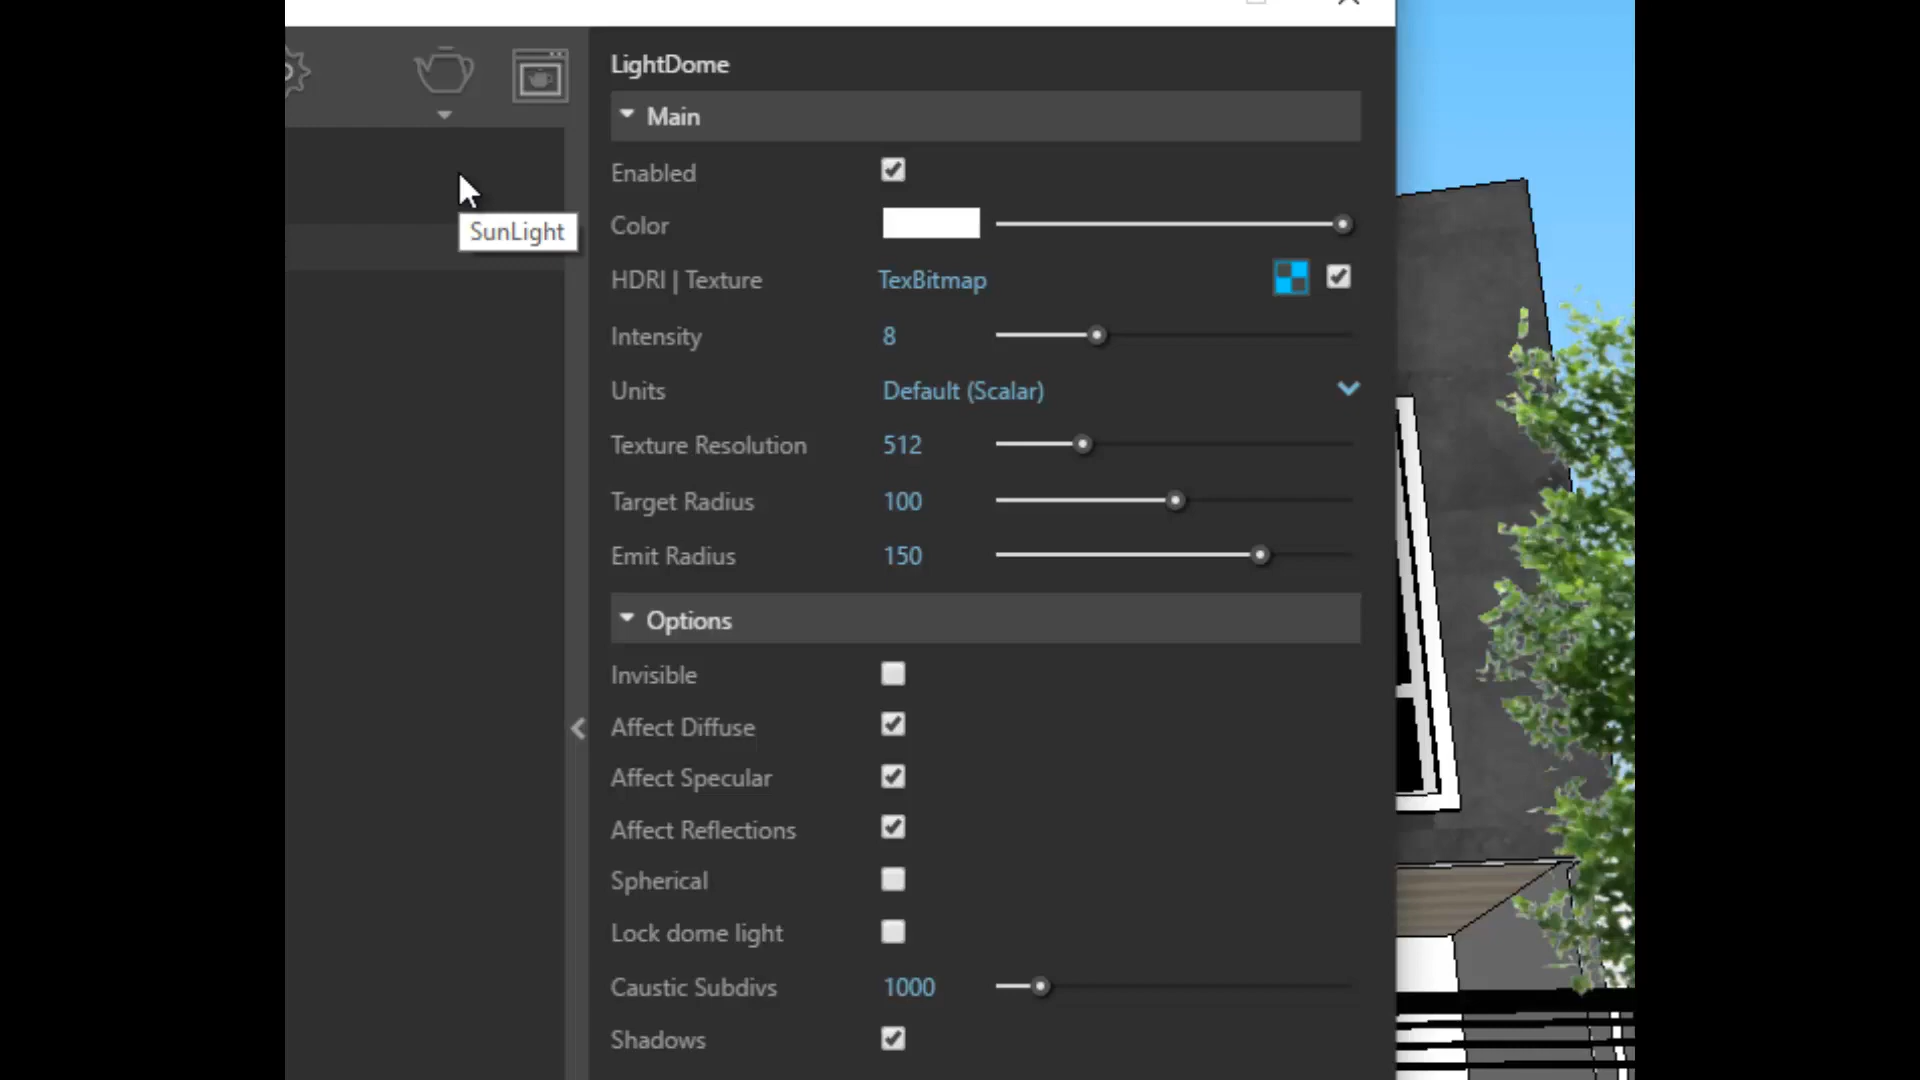 LightDome
Main
Enabled
SunLight
Color
HDRI | Texture TexBitmap
Intensity 8
Units Default (Scalar)
Texture Resolution 512
Target Radius 100
Emit Radius 150
Options
Invisible
Affect Diffuse
Affect Specular
Affect Reflections
Spherical
Lock dome light
Caustic Subdivs 1000
Shadows